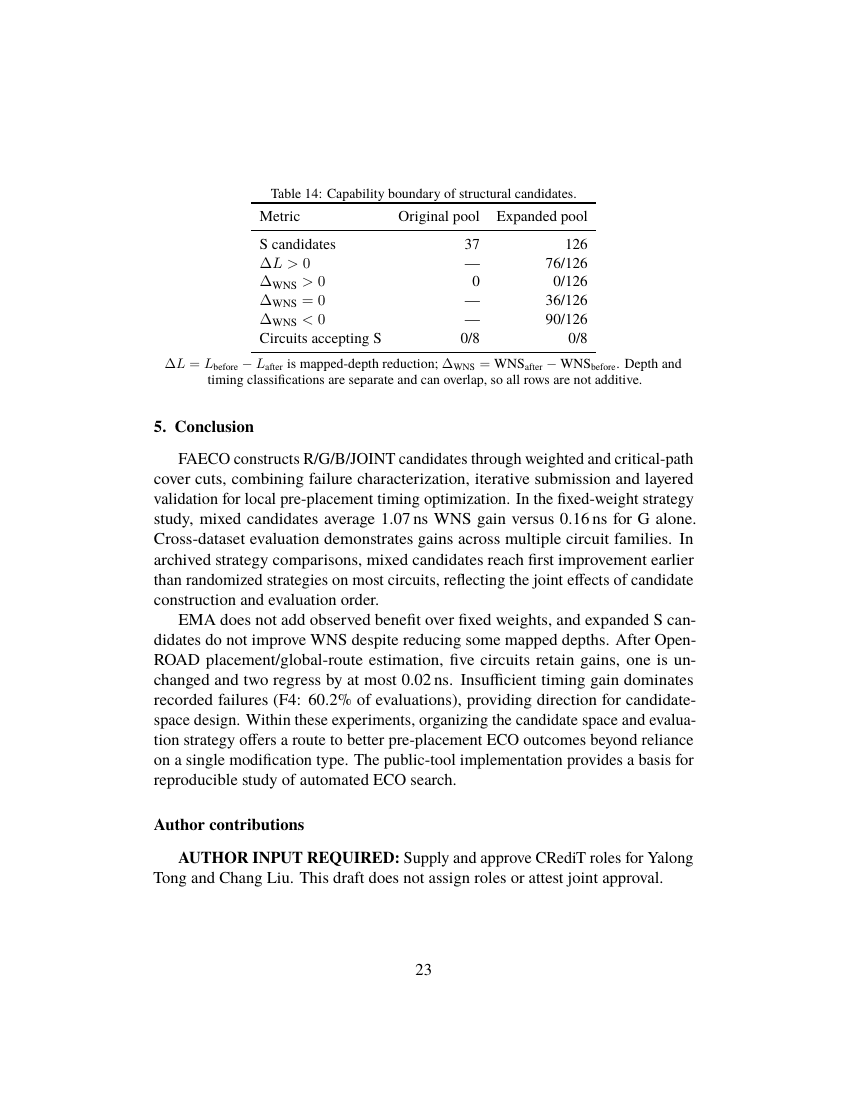 Table 14: Capability boundary of structural candidates.
Metric Original pool Expanded pool
S candidates 37 126
ΔL > 0 — 76/126
Δ_WNS > 0 0 0/126
Δ_WNS = 0 — 36/126
Δ_WNS < 0 — 90/126
Circuits accepting S 0/8 0/8
ΔL = L_before − L_after is mapped-depth reduction; Δ_WNS = WNS_after − WNS_before. Depth and
timing classifications are separate and can overlap, so all rows are not additive.
5. Conclusion
FAECO constructs R/G/B/JOINT candidates through weighted and critical-path
cover cuts, combining failure characterization, iterative submission and layered
validation for local pre-placement timing optimization. In the fixed-weight strategy
study, mixed candidates average 1.07 ns WNS gain versus 0.16 ns for G alone.
Cross-dataset evaluation demonstrates gains across multiple circuit families. In
archived strategy comparisons, mixed candidates reach first improvement earlier
than randomized strategies on most circuits, reflecting the joint effects of candidate
construction and evaluation order.
EMA does not add observed benefit over fixed weights, and expanded S can-
didates do not improve WNS despite reducing some mapped depths. After Open-
ROAD placement/global-route estimation, five circuits retain gains, one is un-
changed and two regress by at most 0.02 ns. Insufficient timing gain dominates
recorded failures (F4: 60.2% of evaluations), providing direction for candidate-
space design. Within these experiments, organizing the candidate space and evalua-
tion strategy offers a route to better pre-placement ECO outcomes beyond reliance
on a single modification type. The public-tool implementation provides a basis for
reproducible study of automated ECO search.
Author contributions
AUTHOR INPUT REQUIRED: Supply and approve CRediT roles for Yalong
Tong and Chang Liu. This draft does not assign roles or attest joint approval.
23